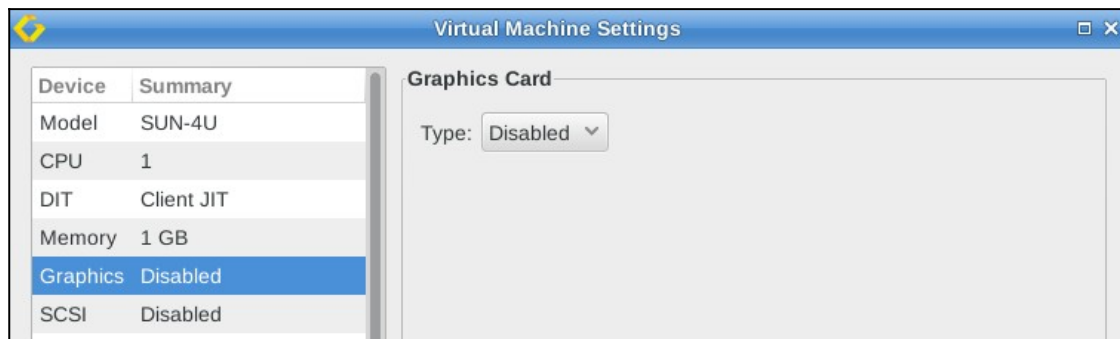 Virtual Machine Settings
Device Summary
Model SUN-4U
CPU 1
DIT Client JIT
Memory 1 GB
Graphics Disabled
SCSI Disabled
Graphics Card
Type: Disabled